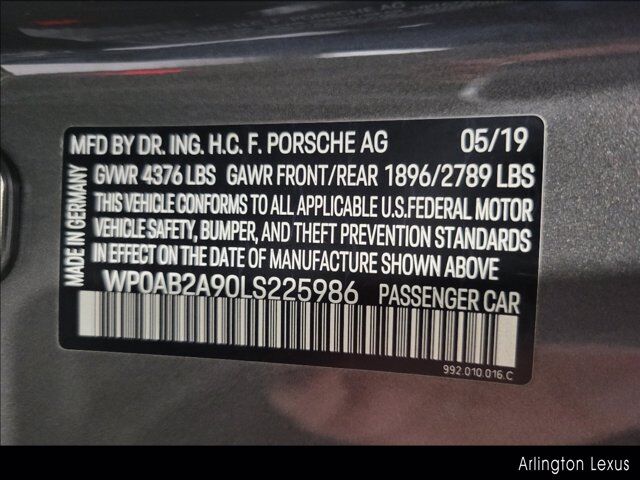 MFD BY DR. ING. H.C. F. PORSCHE AG 05/19
GVWR 4376 LBS GAWR FRONT/REAR 1896/2789 LBS
THIS VEHICLE CONFORMS TO ALL APPLICABLE U.S.FEDERAL MOTOR
VEHICLE SAFETY, BUMPER, AND THEFT PREVENTION STANDARDS
IN EFFECT ON THE DATE OF MANUFACTURE SHOWN ABOVE.
WP0AB2A90LS225986 PASSENGER CAR
992.010.016.C
MADE IN GERMANY
Arlington Lexus